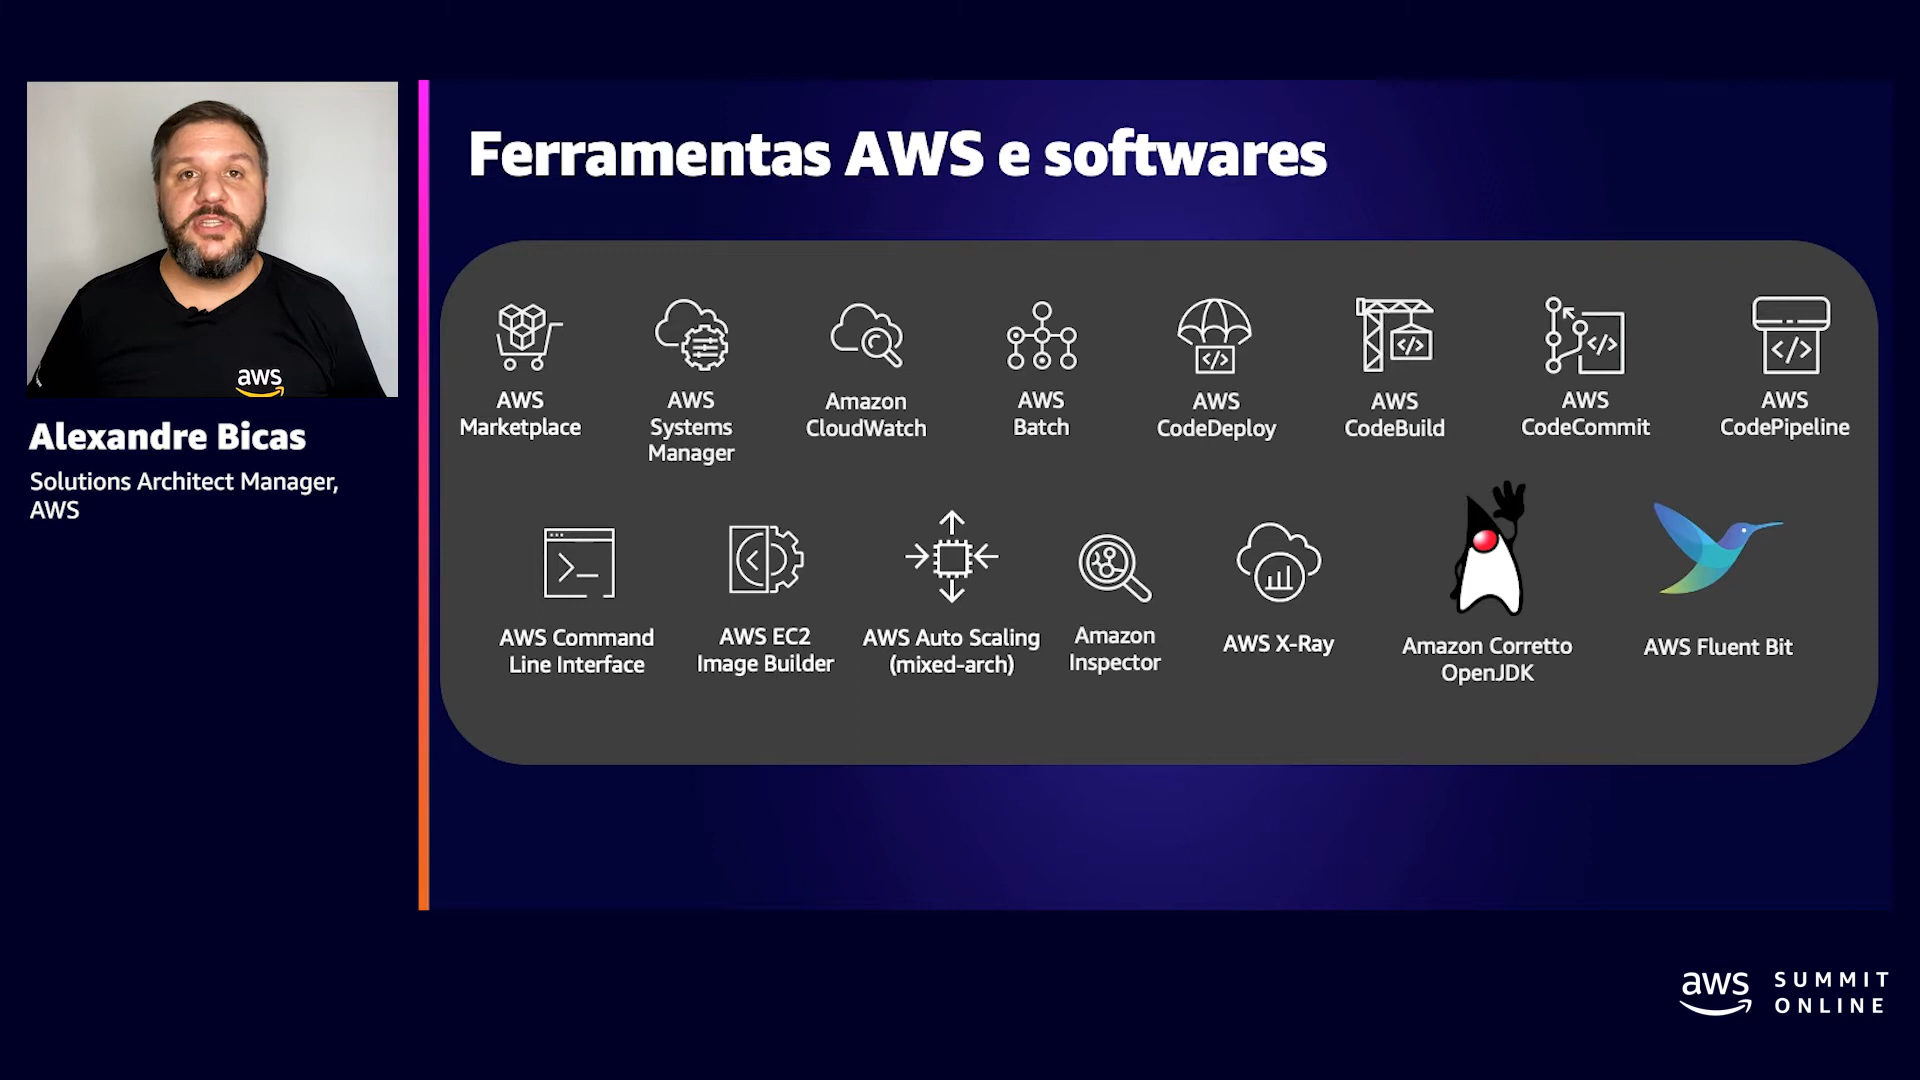 Ferramentas AWS e softwares
aws
Alexandre Bicas
Solutions Architect Manager,
AWS
AWS
Marketplace
AWS
Systems
Manager
Amazon
CloudWatch
AWS
Batch
AWS
CodeDeploy
AWS
CodeBuild
AWS
CodeCommit
AWS
CodePipeline
AWS Command
Line Interface
AWS EC2
Image Builder
AWS Auto Scaling
(mixed-arch)
Amazon
Inspector
AWS X-Ray
Amazon Corretto
OpenJDK
AWS Fluent Bit
aws
SUMMIT
ONLINE